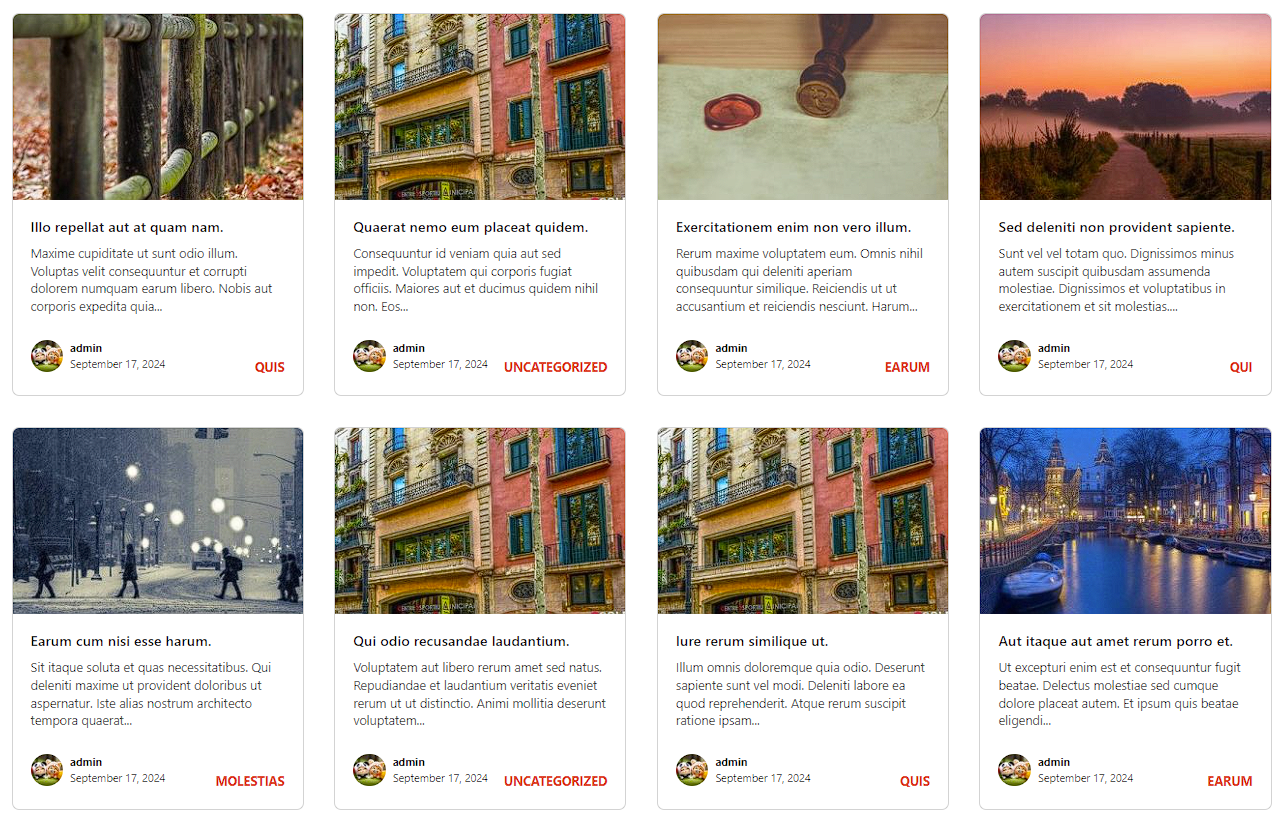 ENTRE ESPORTIU MUNICIPAL
Illo repellat aut at quam nam.
Maxime cupiditate ut sunt odio illum.
Voluptas velit consequuntur et corrupti
dolorem numquam earum libero. Nobis aut
corporis expedita quia...
admin
September 17, 2024
QUIS
Quaerat nemo eum placeat quidem.
Consequuntur id veniam quia aut sed
impedit. Voluptatem qui corporis fugiat
officiis. Maiores aut et ducimus quidem nihil
non. Eos...
admin
September 17, 2024
UNCATEGORIZED
Exercitationem enim non vero illum.
Rerum maxime voluptatem eum. Omnis nihil
quibusdam qui deleniti aperiam
consequuntur similique. Reiciendis ut ut
accusantium et reiciendis nesciunt. Harum...
admin
September 17, 2024
EARUM
Sed deleniti non provident sapiente.
Sunt vel vel totam quo. Dignissimos minus
autem suscipit quibusdam assumenda
molestiae. Dignissimos et voluptatibus in
exercitationem et sit molestias....
admin
September 17, 2024
QUI
Earum cum nisi esse harum.
Sit itaque soluta et quas necessitatibus. Qui
deleniti maxime ut provident doloribus ut
aspernatur. Iste alias nostrum architecto
tempora quaerat...
admin
September 17, 2024
MOLESTIAS
Qui odio recusandae laudantium.
Voluptatem aut libero rerum amet sed natus.
Repudiandae et laudantium veritatis eveniet
rerum ut ut distinctio. Animi mollitia deserunt
voluptatem...
admin
September 17, 2024
UNCATEGORIZED
Iure rerum similique ut.
Illum omnis doloremque quia odio. Deserunt
sapiente sunt vel modi. Deleniti labore ea
quod reprehenderit. Atque rerum suscipit
ratione ipsam...
admin
September 17, 2024
QUIS
Aut itaque aut amet rerum porro et.
Ut excepturi enim est et consequuntur fugit
beatae. Delectus molestiae sed cumque
dolore placeat autem. Et ipsum quis beatae
eligendi...
admin
September 17, 2024
EARUM